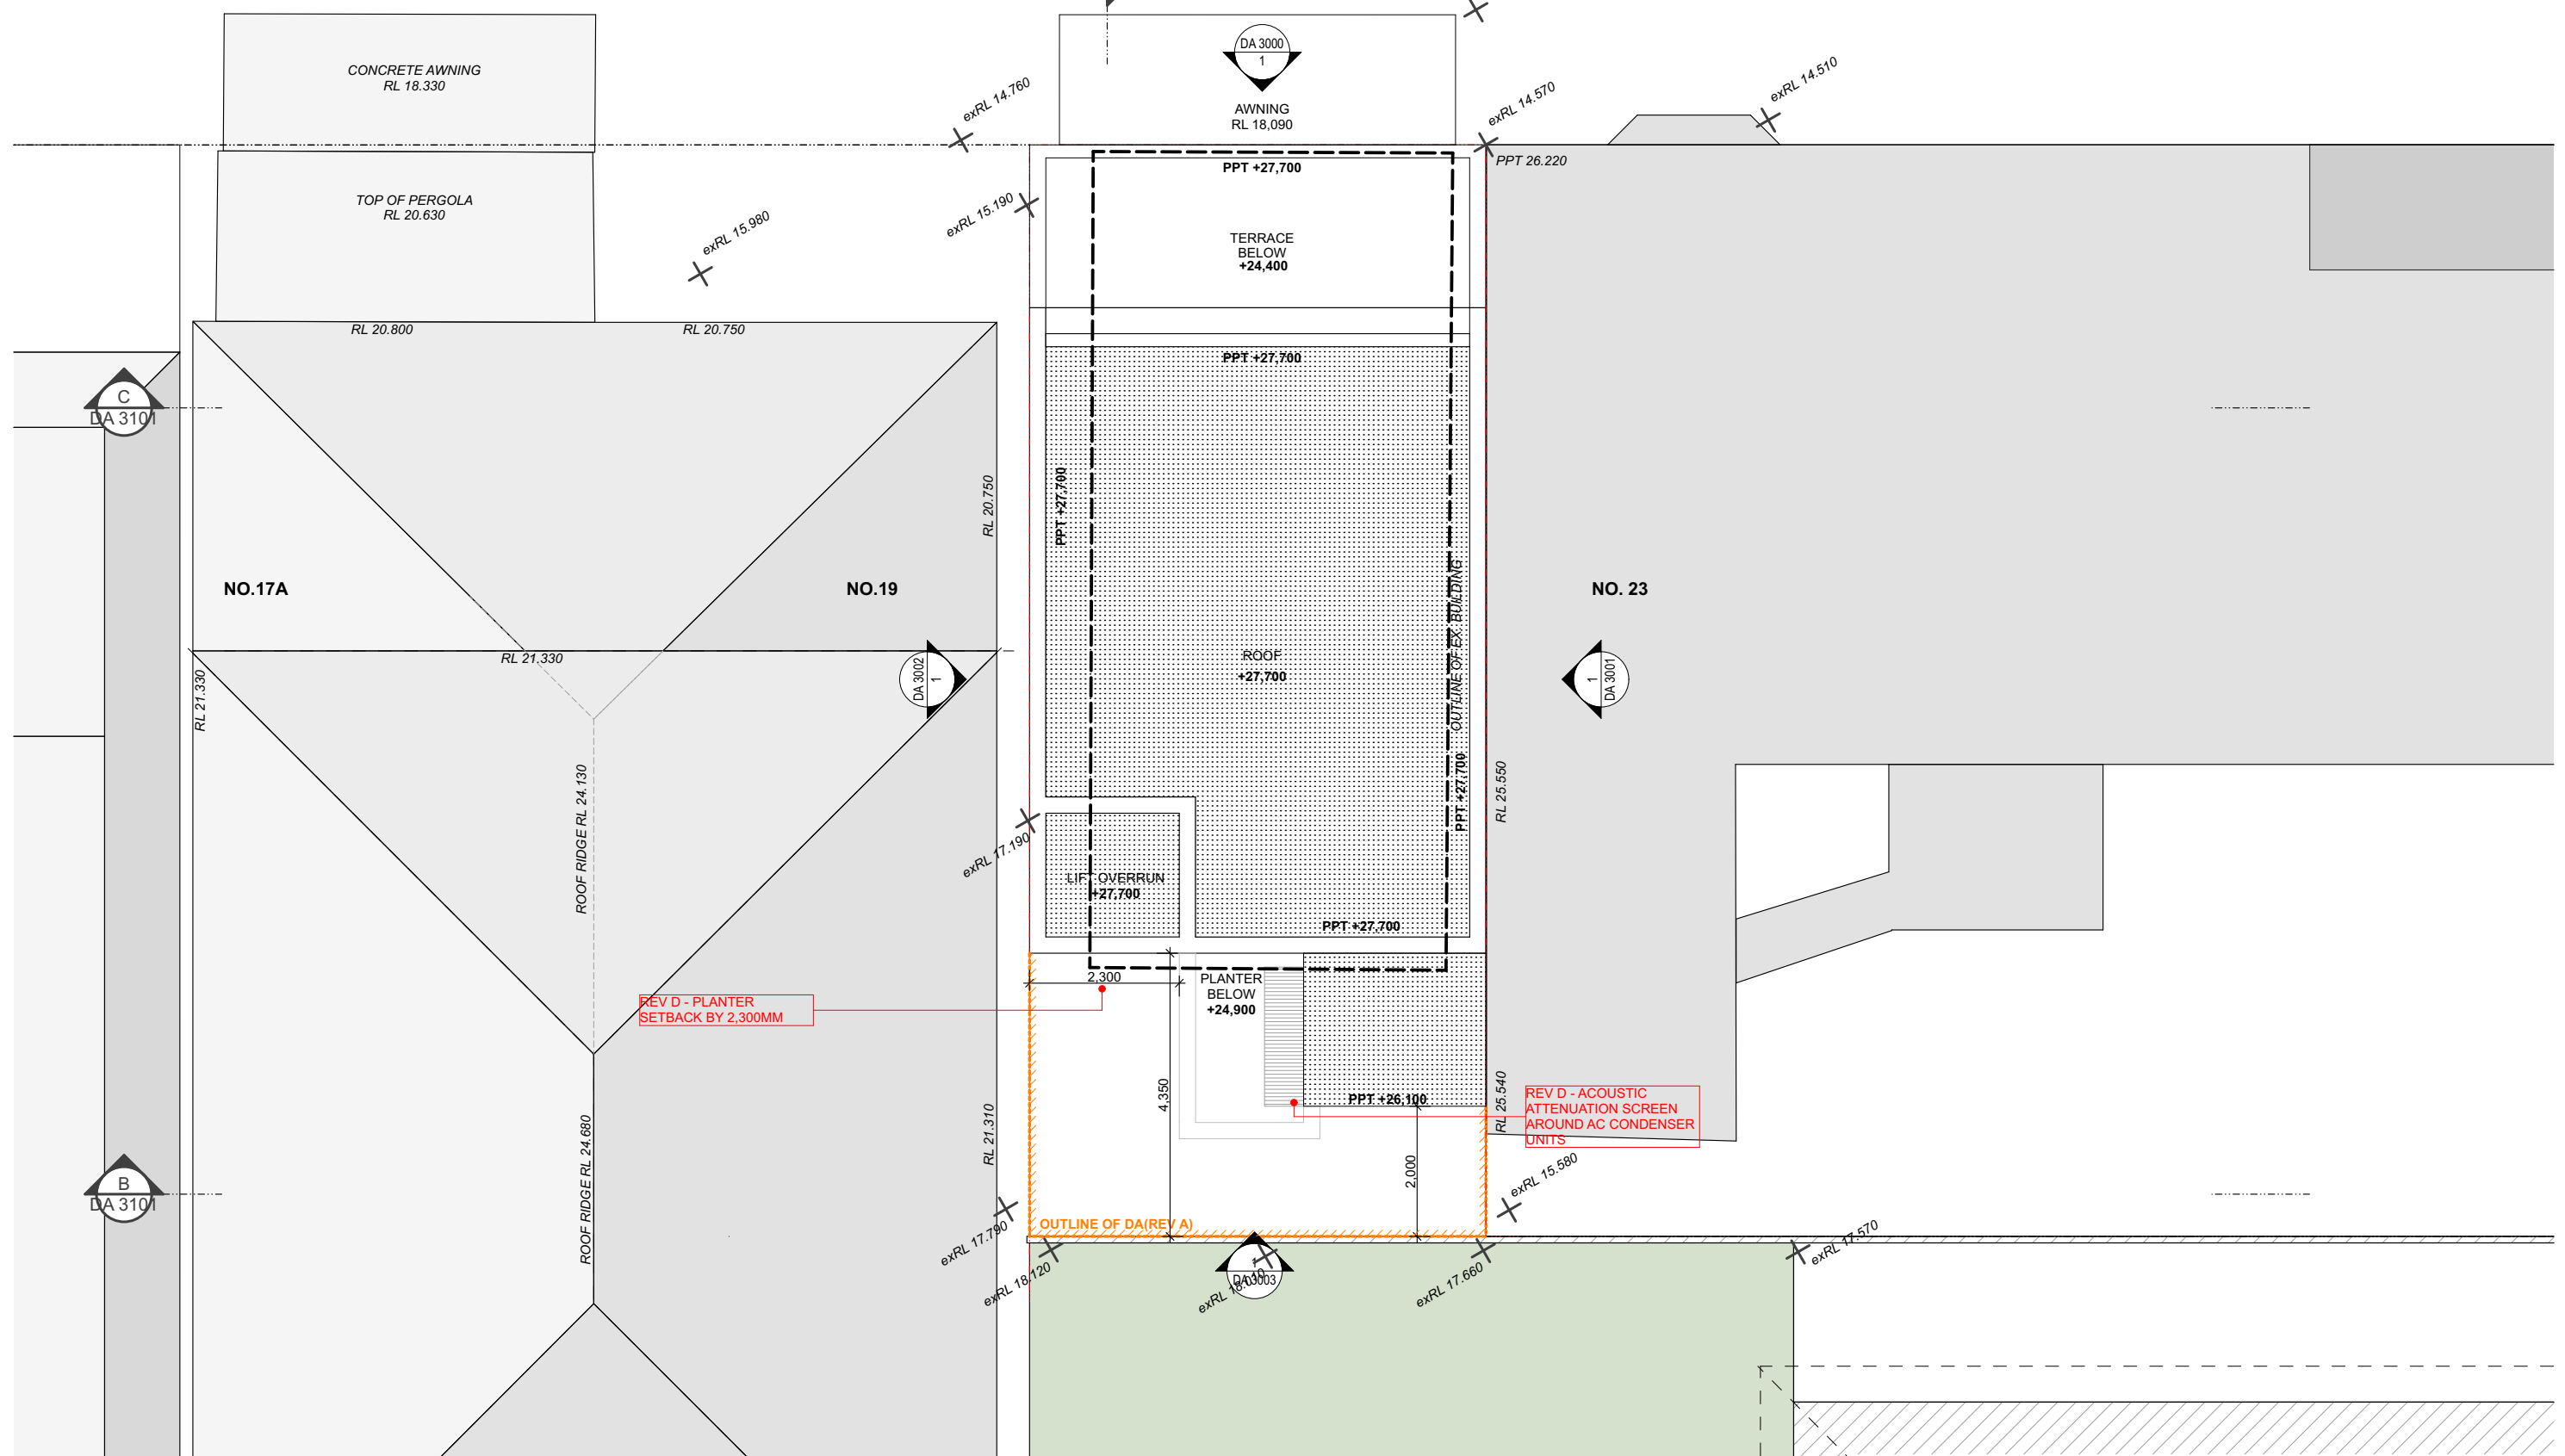 CONCRETE AWNING
RL 18.330
DA 3000
1
AWNING
RL 18,090
exRL 14.760
exRL 14.570
exRL 14.510
PPT 26.220
PPT +27,700
TOP OF PERGOLA
RL 20.630
exRL 15.980
exRL 15.190
TERRACE
BELOW
+24,400
RL 20.800
RL 20.750
PPT +27,700
C
DA 3101
PPT +27,700
RL 20.750
NO.17A
NO.19
OUTLINE OF EX. BUILDING
NO. 23
RL 21.330
RL 21.330
DA 3002
1
ROOF
+27,700
1
DA 3001
ROOF RIDGE RL 24.130
PPT +27,700
RL 25.550
exRL 17.190
LIFT OVERRUN
+27,700
PPT +27,700
2,300
PLANTER
BELOW
+24,900
REV D - PLANTER
SETBACK BY 2,300MM
4,350
PPT +26,100
RL 25.540
REV D - ACOUSTIC
ATTENUATION SCREEN
AROUND AC CONDENSER
UNITS
ROOF RIDGE RL 24.680
RL 21.310
2,000
B
DA 3101
exRL 15.580
OUTLINE OF DA(REV A)
exRL 17.790
exRL 18.120
exRL 18.010
DA 3003
exRL 17.660
exRL 17.570